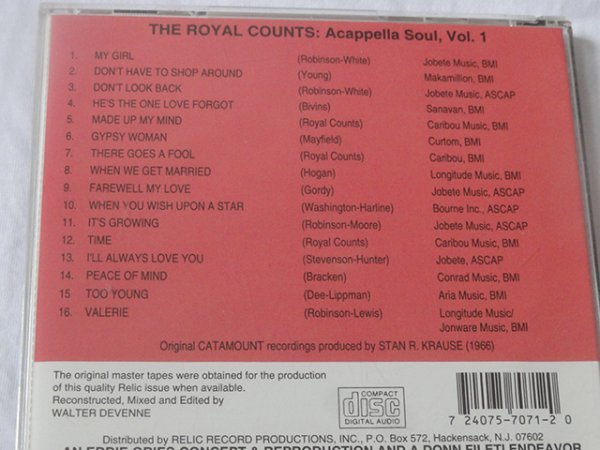 THE ROYAL COUNTS: Acappella Soul, Vol. 1
1. MY GIRL (Robinson-White) Jobete Music, BMI
2. DON'T HAVE TO SHOP AROUND (Young) Makamillion, BMI
3. DON'T LOOK BACK (Robinson-White) Jobete Music, ASCAP
4. HE'S THE ONE LOVE FORGOT (Bivins) Sanavan, BMI
5. MADE UP MY MIND (Royal Counts) Caribou Music, BMI
6. GYPSY WOMAN (Mayfield) Curtom, BMI
7. THERE GOES A FOOL (Royal Counts) Caribou, BMI
8. WHEN WE GET MARRIED (Hogan) Longitude Music, BMI
9. FAREWELL MY LOVE (Gordy) Jobete Music, ASCAP
10. WHEN YOU WISH UPON A STAR (Washington-Harline) Bourne Inc., ASCAP
11. IT'S GROWING (Robinson-Moore) Jobete Music, ASCAP
12. TIME (Royal Counts) Caribou Music, BMI
13. I'LL ALWAYS LOVE YOU (Stevenson-Hunter) Jobete, ASCAP
14. PEACE OF MIND (Bracken) Conrad Music, BMI
15 TOO YOUNG (Dee-Lippman) Aria Music, BMI
16. VALERIE (Robinson-Lewis) Longitude Music/
Jonware Music, BMI
Original CATAMOUNT recordings produced by STAN R. KRAUSE (1966)
The original master tapes were obtained for the production
of this quality Relic issue when available.
Reconstructed, Mixed and Edited by
WALTER DEVENNE
COMPACT
disc
DIGITAL AUDIO
7 24075-7071-2 0
Distributed by RELIC RECORD PRODUCTIONS, INC., P.O. Box 572, Hackensack, N.J. 07602
AN EDDIE GRIES CONCEPT & REPRODUCTION AND A DONN FILETI ENDEAVOR